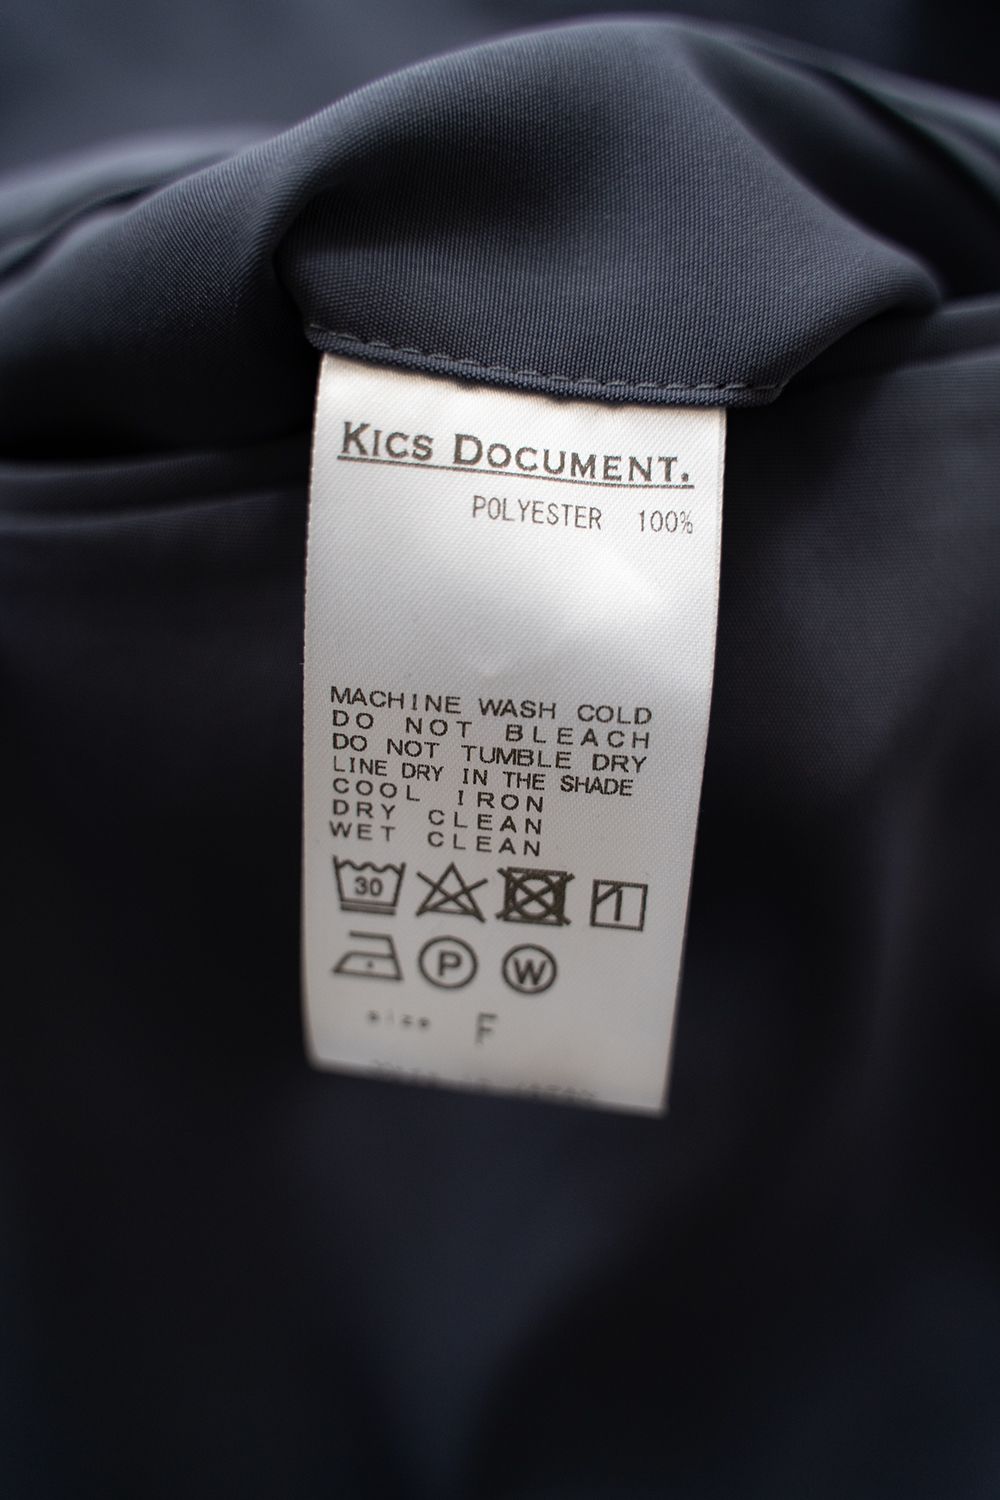 KICS DOCUMENT.
POLYESTER 100%
MACHINE WASH COLD
DO NOT BLEACH
DO NOT TUMBLE DRY
LINE DRY IN THE SHADE
COOL IRON
DRY CLEAN
WET CLEAN
30
P W
size F